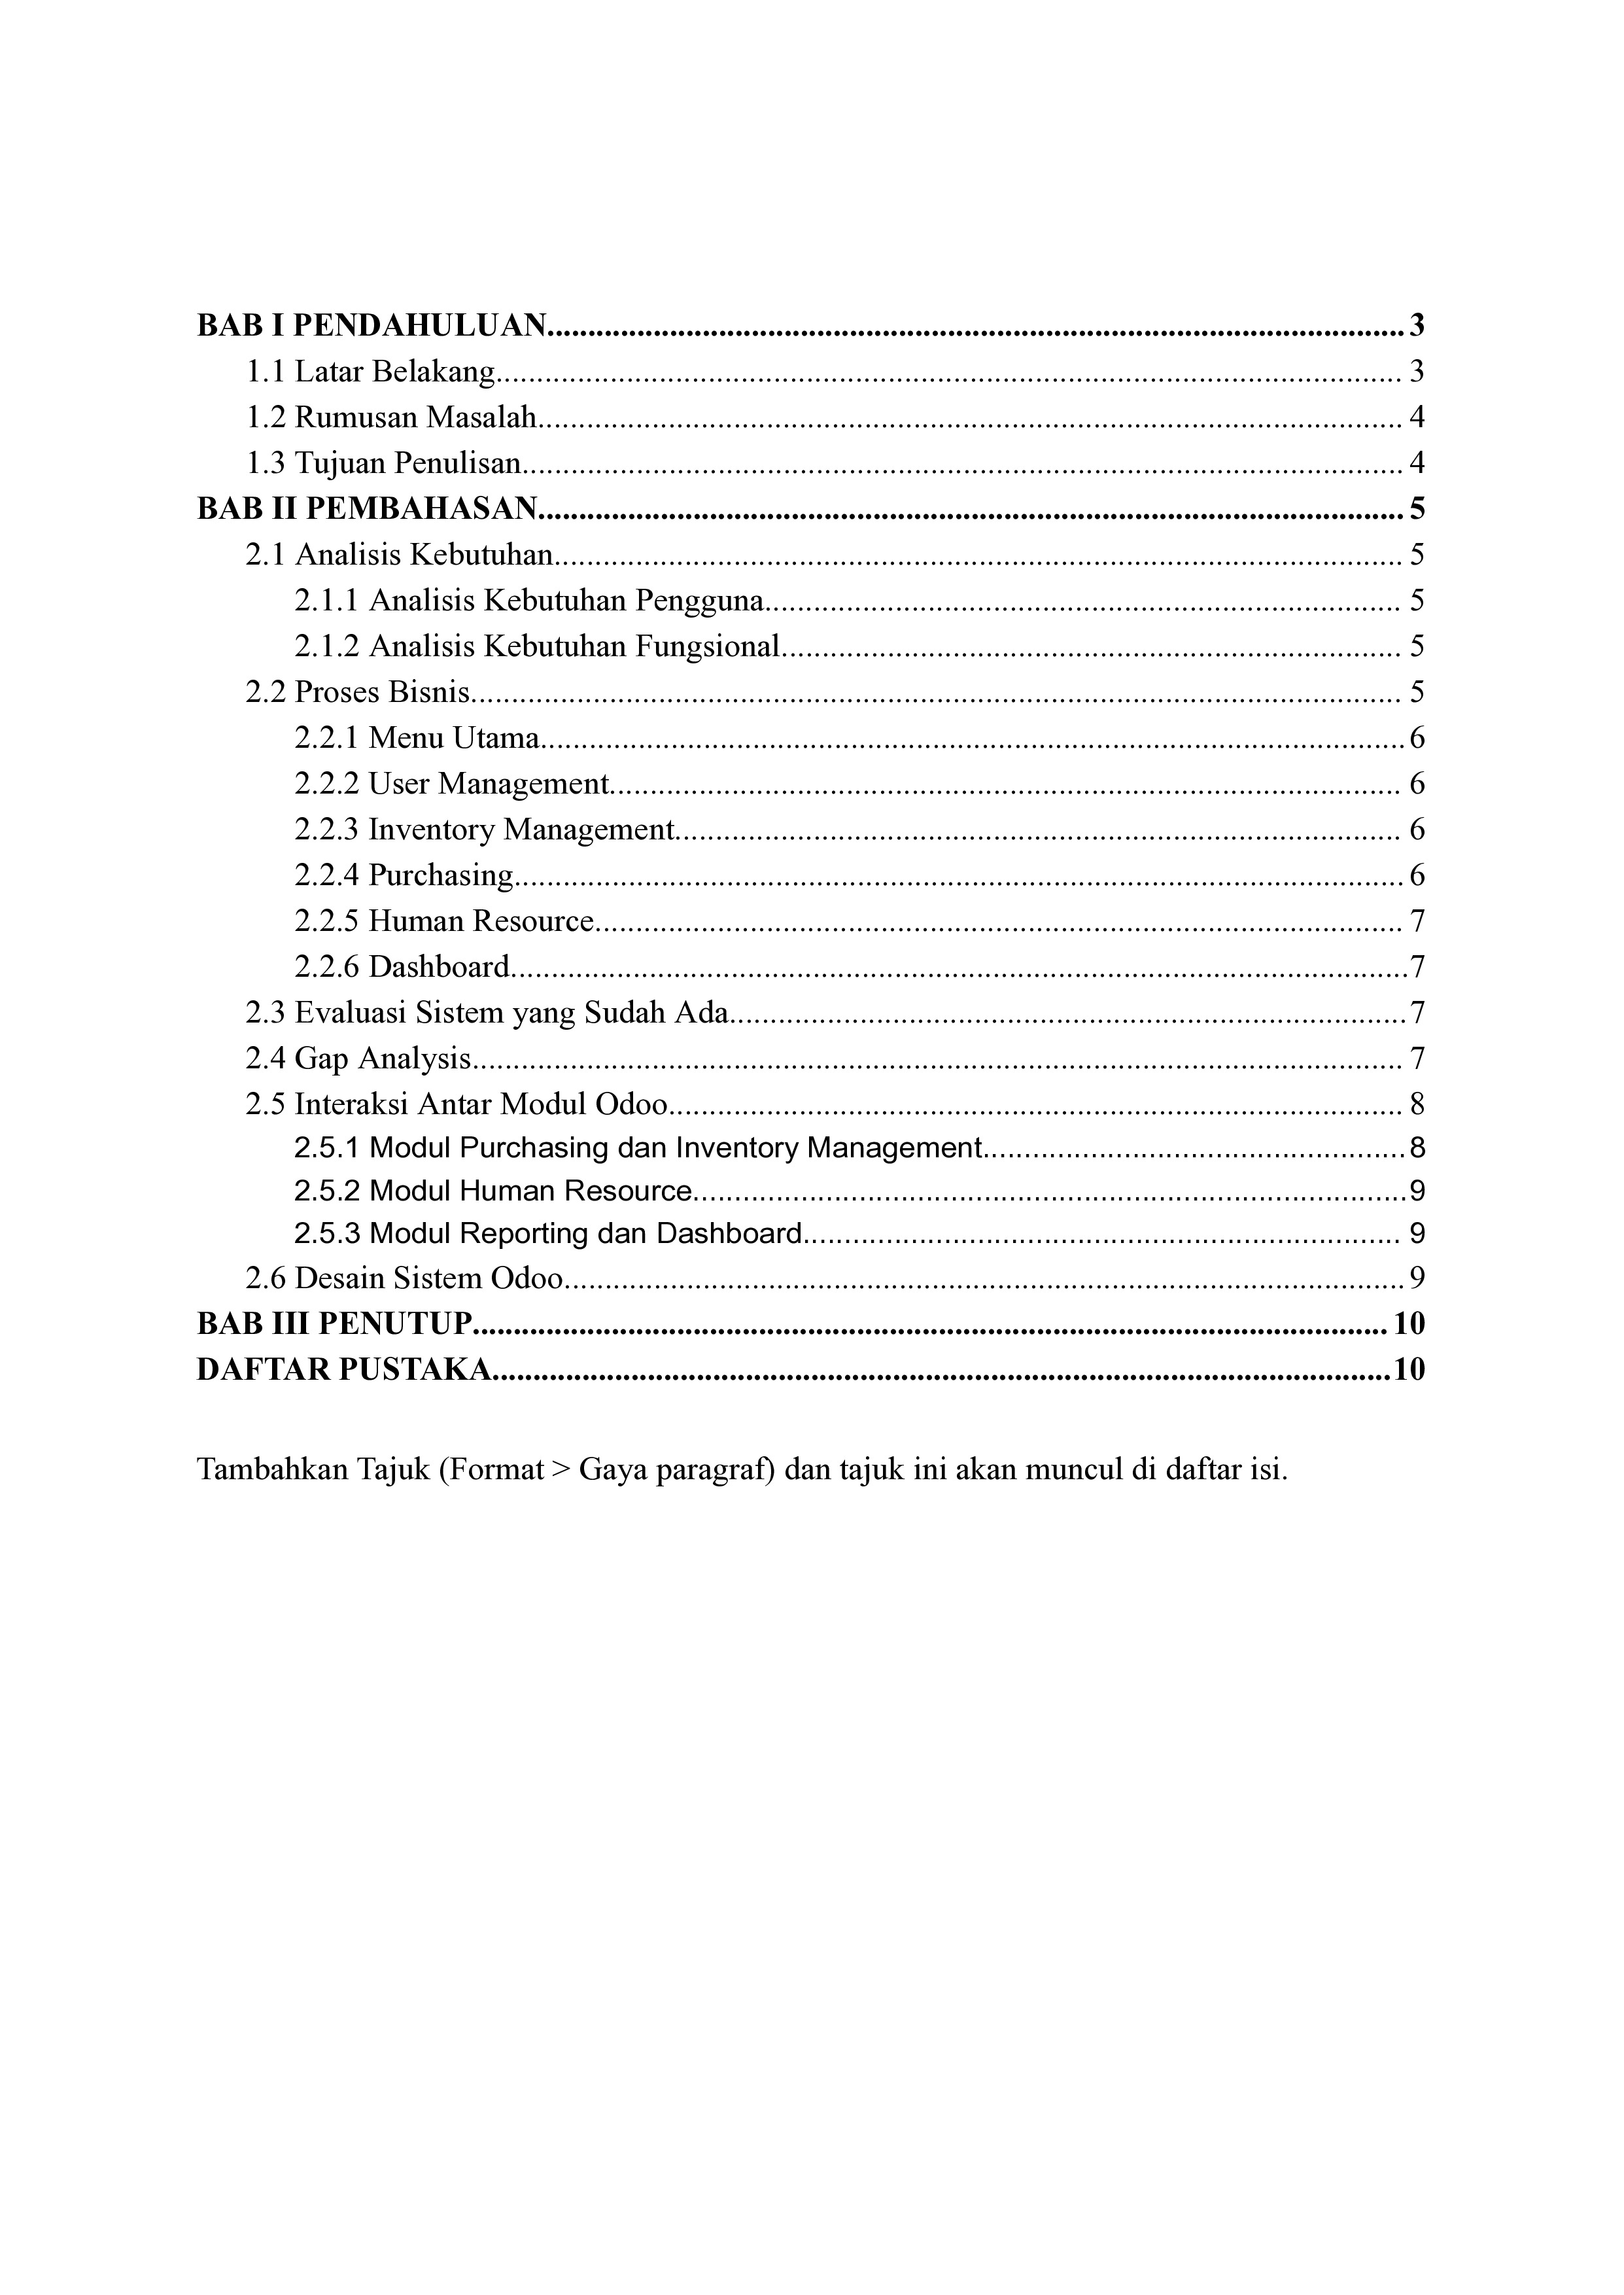 BAB I PENDAHULUAN........................................................................................................ 3
1.1 Latar Belakang.............................................................................................................. 3
1.2 Rumusan Masalah......................................................................................................... 4
1.3 Tujuan Penulisan........................................................................................................... 4
BAB II PEMBAHASAN......................................................................................................... 5
2.1 Analisis Kebutuhan....................................................................................................... 5
2.1.1 Analisis Kebutuhan Pengguna............................................................................. 5
2.1.2 Analisis Kebutuhan Fungsional........................................................................... 5
2.2 Proses Bisnis................................................................................................................. 5
2.2.1 Menu Utama.........................................................................................................6
2.2.2 User Management................................................................................................ 6
2.2.3 Inventory Management........................................................................................ 6
2.2.4 Purchasing............................................................................................................ 6
2.2.5 Human Resource.................................................................................................. 7
2.2.6 Dashboard.............................................................................................................7
2.3 Evaluasi Sistem yang Sudah Ada..................................................................................7
2.4 Gap Analysis................................................................................................................. 7
2.5 Interaksi Antar Modul Odoo......................................................................................... 8
2.5.1 Modul Purchasing dan Inventory Management...................................................8
2.5.2 Modul Human Resource......................................................................................9
2.5.3 Modul Reporting dan Dashboard........................................................................ 9
2.6 Desain Sistem Odoo...................................................................................................... 9
BAB III PENUTUP............................................................................................................... 10
DAFTAR PUSTAKA.............................................................................................................10
Tambahkan Tajuk (Format > Gaya paragraf) dan tajuk ini akan muncul di daftar isi.